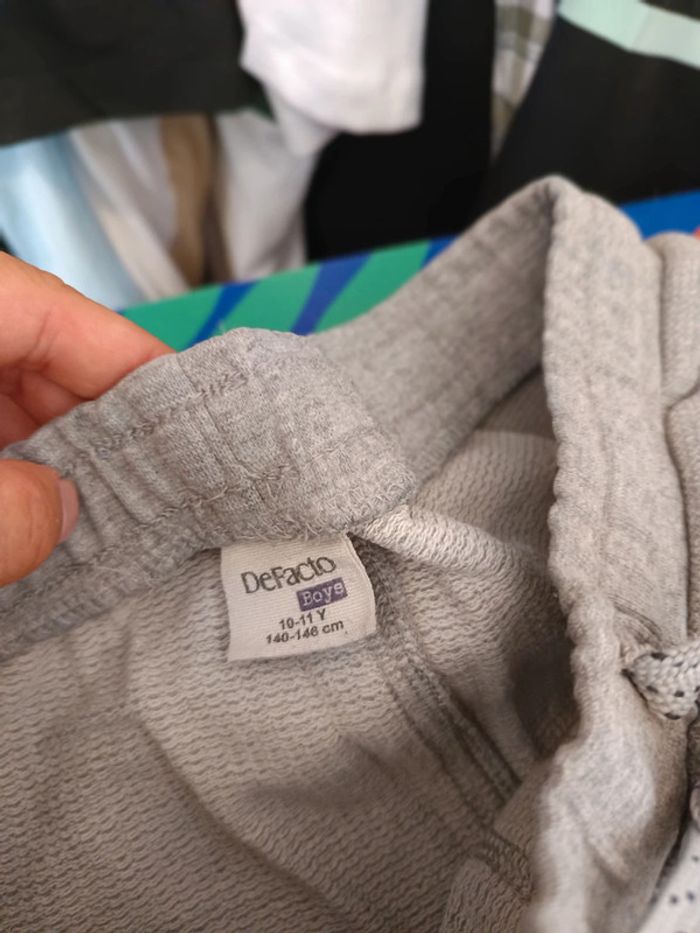 DeFacto
Boys
10-11 Y
140-146 cm